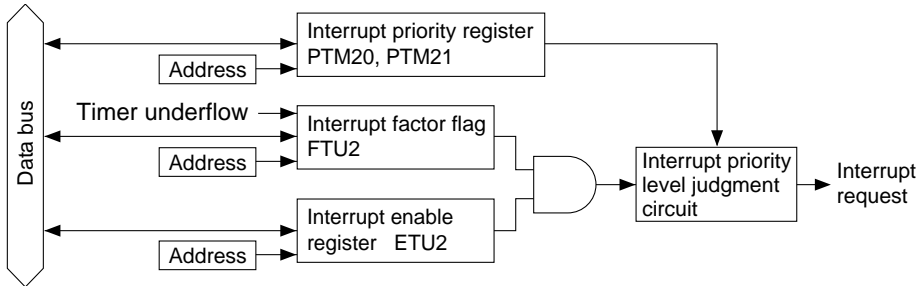 Data bus
Interrupt priority register
PTM20, PTM21
Address
Timer underflow
Interrupt factor flag
FTU2
Address
Interrupt enable
register ETU2
Address
Interrupt priority
level judgment
circuit
Interrupt
request